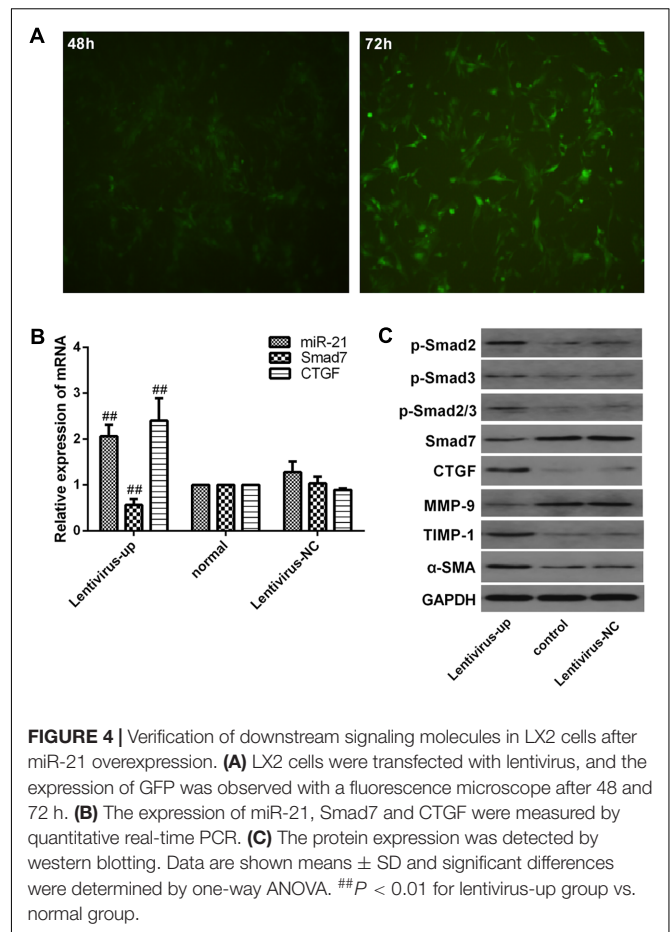 A
48h
72h
B
Relative expression of mRNA
4
3
2
1
0
miR-21
Smad7
CTGF
##
##
##
Lentivirus-up
normal
Lentivirus-NC
C
p-Smad2
p-Smad3
p-Smad2/3
Smad7
CTGF
MMP-9
TIMP-1
α-SMA
GAPDH
Lentivirus-up
control
Lentivirus-NC
FIGURE 4 | Verification of downstream signaling molecules in LX2 cells after
miR-21 overexpression. (A) LX2 cells were transfected with lentivirus, and the
expression of GFP was observed with a fluorescence microscope after 48 and
72 h. (B) The expression of miR-21, Smad7 and CTGF were measured by
quantitative real-time PCR. (C) The protein expression was detected by
western blotting. Data are shown means ± SD and significant differences
were determined by one-way ANOVA. ##P < 0.01 for lentivirus-up group vs.
normal group.